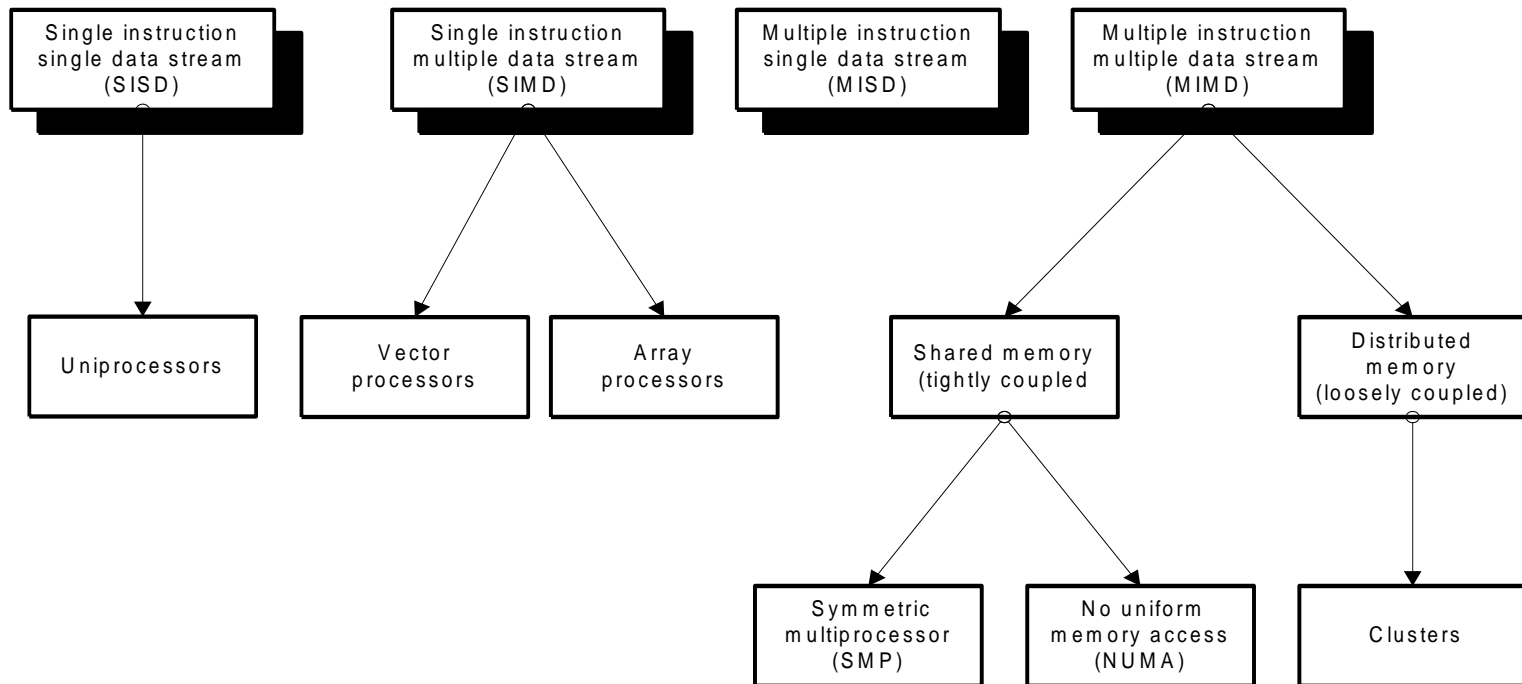 Single instruction
single data stream
(SISD)
Single instruction
multiple data stream
(SIMD)
Multiple instruction
single data stream
(MISD)
Multiple instruction
multiple data stream
(MIMD)
Uniprocessors
Vector
processors
Array
processors
Shared memory
(tightly coupled
Distributed
memory
(loosely coupled)
Symmetric
multiprocessor
(SMP)
No uniform
memory access
(NUMA)
Clusters